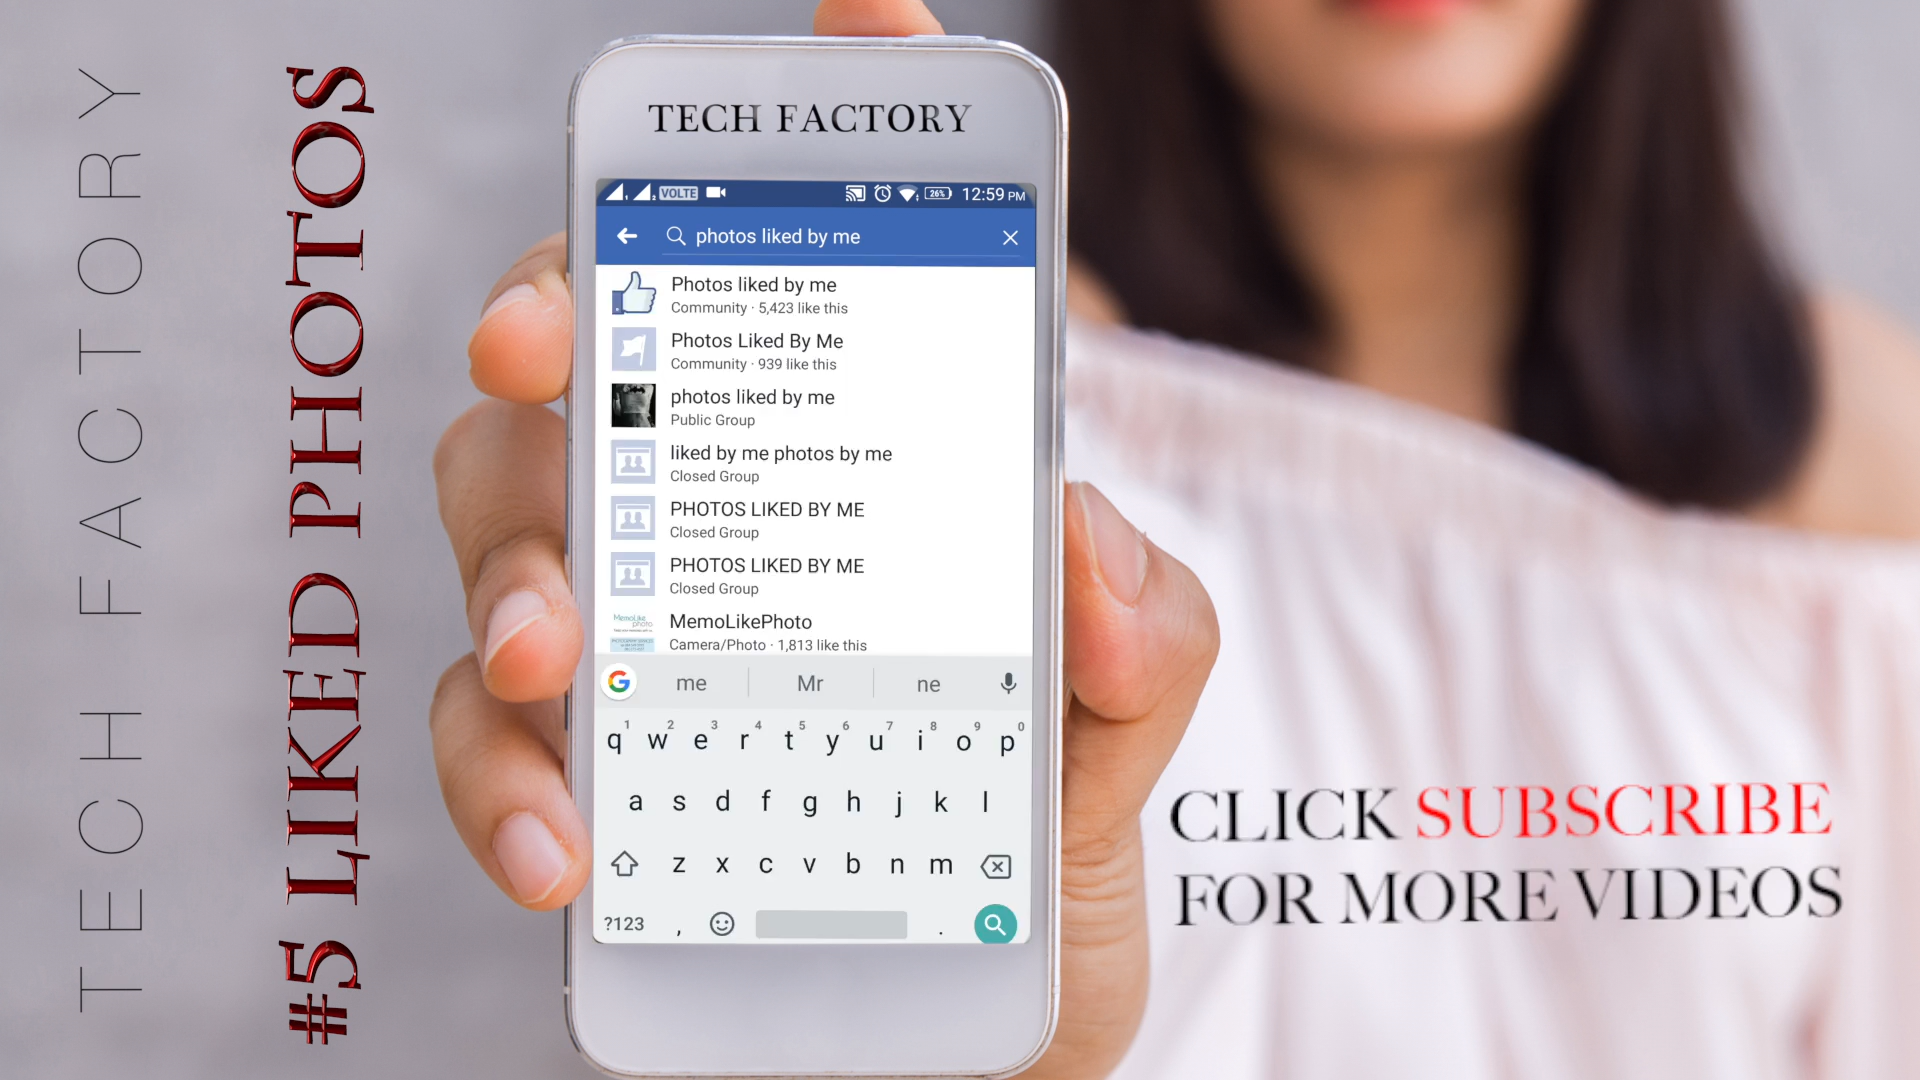 TECH FACTORY
#5 LIKED PHOTOS
TECH FACTORY
1 2 VOLTE 26% 12:59 PM
photos liked by me
Photos liked by me
Community · 5,423 like this
Photos Liked By Me
Community · 939 like this
photos liked by me
Public Group
liked by me photos by me
Closed Group
PHOTOS LIKED BY ME
Closed Group
PHOTOS LIKED BY ME
Closed Group
MemoLikePhoto
Camera/Photo · 1,813 like this
MemoLike
photo
G me Mr ne
1 2 3 4 5 6 7 8 9 0
q w e r t y u i o p
a s d f g h j k l
z x c v b n m
?123 , .
CLICK SUBSCRIBE
FOR MORE VIDEOS